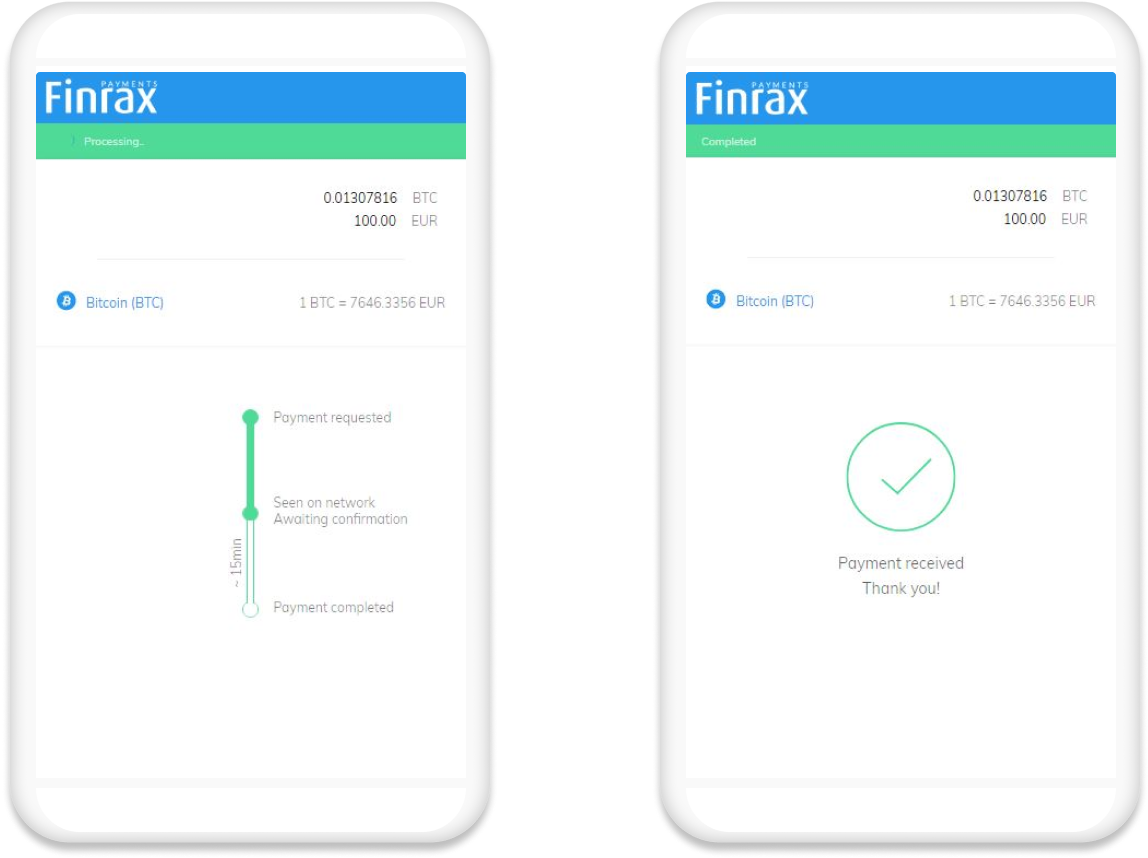 PAYMENTS
Finrax
Processing..
0.01307816 BTC
100.00 EUR
Bitcoin (BTC) 1 BTC = 7646.3356 EUR
Payment requested
Seen on network
Awaiting confirmation
~ 15min
Payment completed
PAYMENTS
Finrax
Completed
0.01307816 BTC
100.00 EUR
Bitcoin (BTC) 1 BTC = 7646.3356 EUR
Payment received
Thank you!